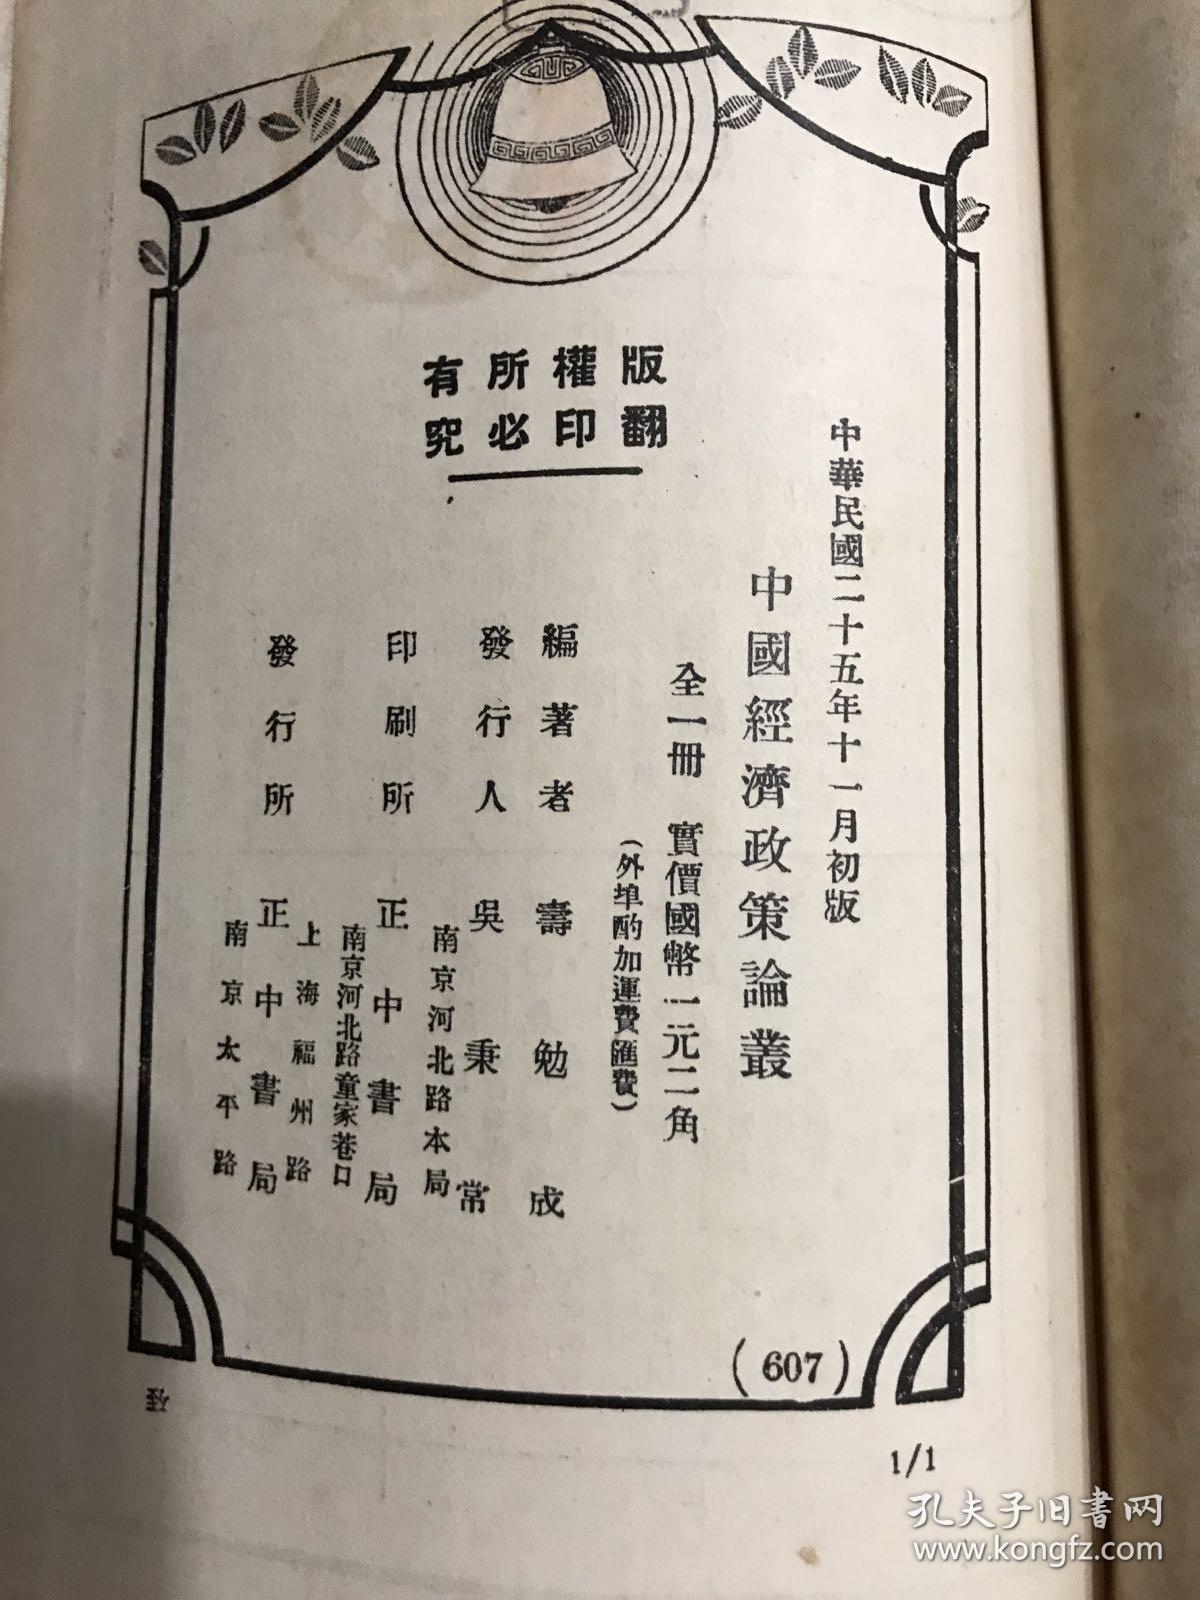 版權所有
翻印必究
中華民國二十五年十一月初版
中國經濟政策論叢
全一冊 實價國幣一元二角
(外埠酌加運費匯費)
編著者 壽勉成
發行人 吳秉常
南京河北路本局
印刷所 正中書局
南京河北路童家巷口
上海福州路
發行所 正中書局
南京太平路
(607)
1/1
孔夫子旧书网
www.kongfz.com